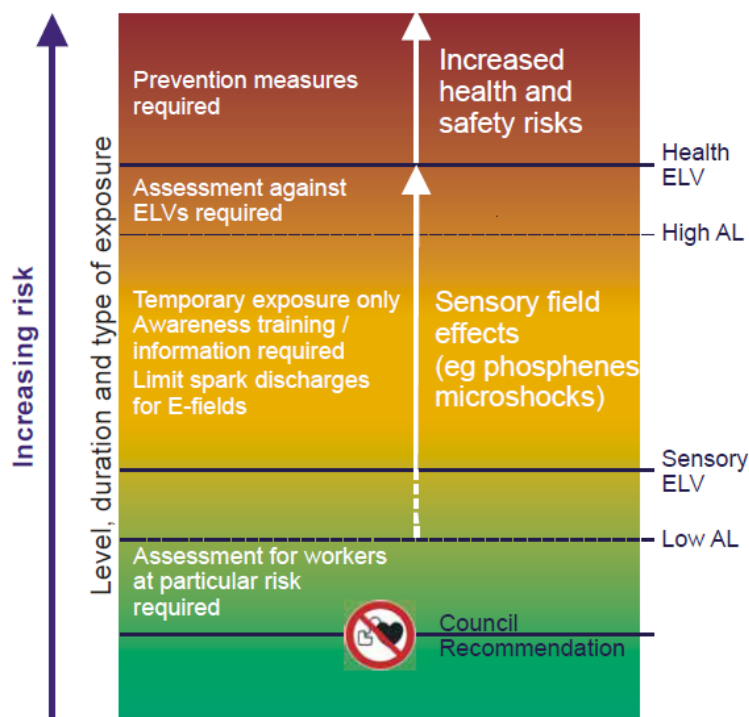 Increasing risk
Level, duration and type of exposure
Prevention measures
required
Increased
health and
safety risks
Health
ELV
Assessment against
ELVs required
High AL
Temporary exposure only
Awareness training /
information required
Limit spark discharges
for E-fields
Sensory field
effects
(eg phosphenes
microshocks)
Sensory
ELV
Low AL
Assessment for workers
at particular risk
required
Council
Recommendation